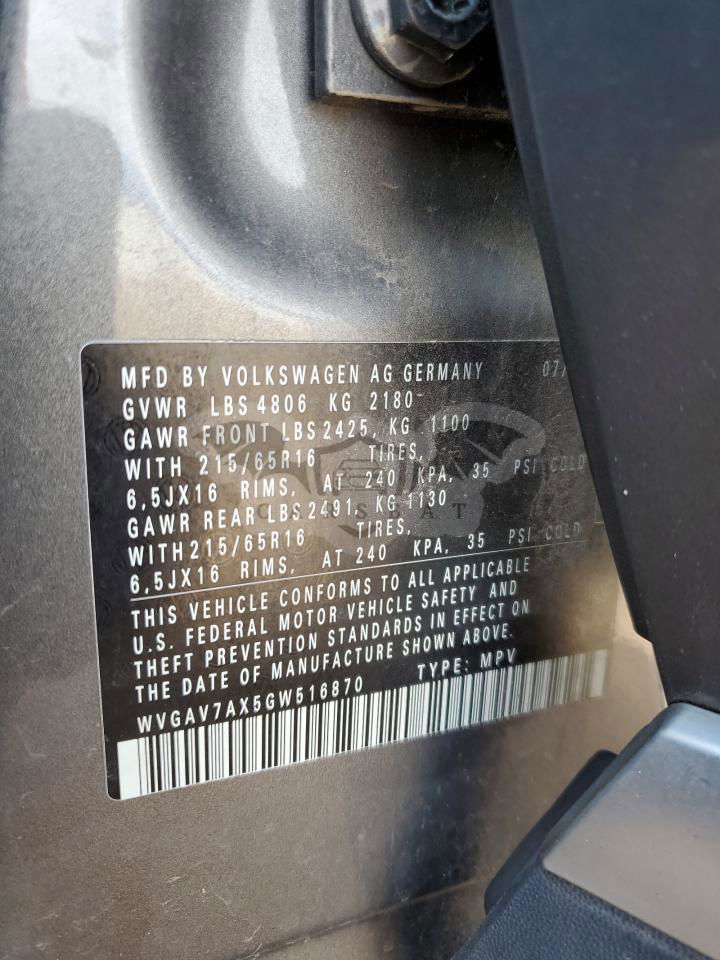 MFD BY VOLKSWAGEN AG GERMANY 07/
GVWR LBS 4806 KG 2180
GAWR FRONT LBS 2425, KG 1100
WITH 215/65R16 TIRES,
6,5JX16 RIMS, AT 240 KPA, 35 PSI COLD
GAWR REAR LBS 2491, KG 1130
WITH 215/65R16 TIRES,
6,5JX16 RIMS, AT 240 KPA, 35 PSI COLD
THIS VEHICLE CONFORMS TO ALL APPLICABLE
U.S. FEDERAL MOTOR VEHICLE SAFETY AND
THEFT PREVENTION STANDARDS IN EFFECT ON
THE DATE OF MANUFACTURE SHOWN ABOVE.
WVGAV7AX5GW516870 TYPE: MPV
CARSBAT